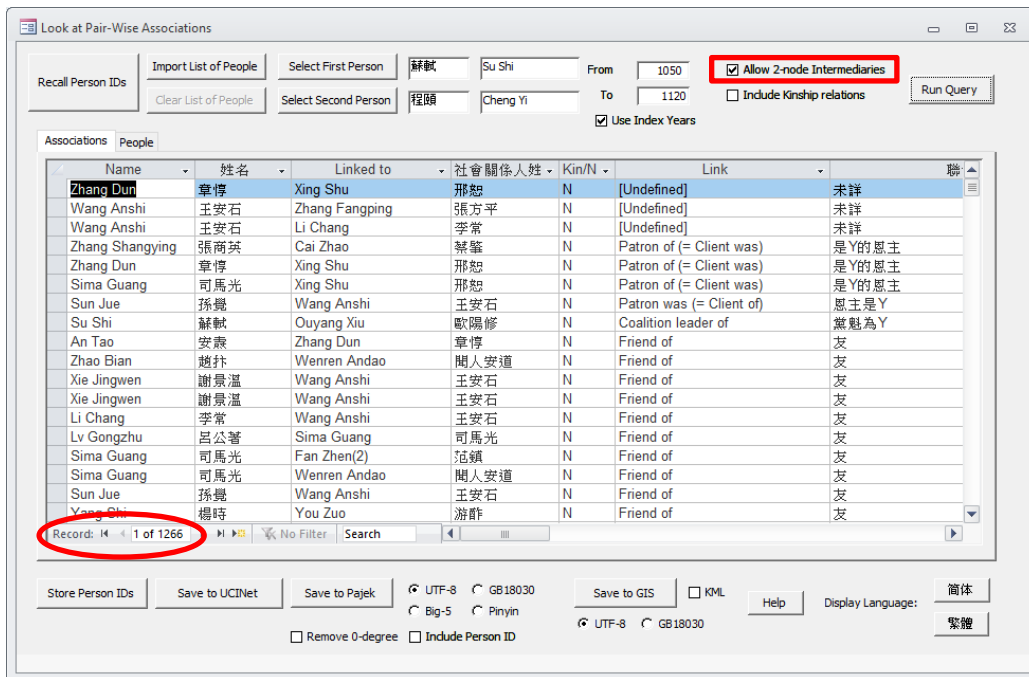 Look at Pair-Wise Associations
Recall Person IDs
Import List of People
Select First Person
蘇軾
Su Shi
From
1050
Allow 2-node Intermediaries
Run Query
Clear List of People
Select Second Person
程頤
Cheng Yi
To
1120
Include Kinship relations
Use Index Years
Associations People
Name 姓名 Linked to 社會關係人姓 Kin/N Link 聯
Zhang Dun 章惇 Xing Shu 邢恕 N [Undefined] 未詳
Wang Anshi 王安石 Zhang Fangping 張方平 N [Undefined] 未詳
Wang Anshi 王安石 Li Chang 李常 N [Undefined] 未詳
Zhang Shangying 張商英 Cai Zhao 蔡肇 N Patron of (= Client was) 是Y的恩主
Zhang Dun 章惇 Xing Shu 邢恕 N Patron of (= Client was) 是Y的恩主
Sima Guang 司馬光 Xing Shu 邢恕 N Patron of (= Client was) 是Y的恩主
Sun Jue 孫覺 Wang Anshi 王安石 N Patron was (= Client of) 恩主是Y
Su Shi 蘇軾 Ouyang Xiu 歐陽修 N Coalition leader of 黨魁為Y
An Tao 安燾 Zhang Dun 章惇 N Friend of 友
Zhao Bian 趙抃 Wenren Andao 聞人安道 N Friend of 友
Xie Jingwen 謝景溫 Wang Anshi 王安石 N Friend of 友
Xie Jingwen 謝景溫 Wang Anshi 王安石 N Friend of 友
Li Chang 李常 Wang Anshi 王安石 N Friend of 友
Lv Gongzhu 呂公著 Sima Guang 司馬光 N Friend of 友
Sima Guang 司馬光 Fan Zhen(2) 范鎮 N Friend of 友
Sima Guang 司馬光 Wenren Andao 聞人安道 N Friend of 友
Sun Jue 孫覺 Wang Anshi 王安石 N Friend of 友
Yang Shi 楊時 You Zuo 游酢 N Friend of 友
Record: 1 of 1266 No Filter Search
Store Person IDs
Save to UCINet
Save to Pajek
UTF-8 GB18030
Big-5 Pinyin
Save to GIS
KML
UTF-8 GB18030
Help
Display Language:
简体
繁體
Remove 0-degree Include Person ID